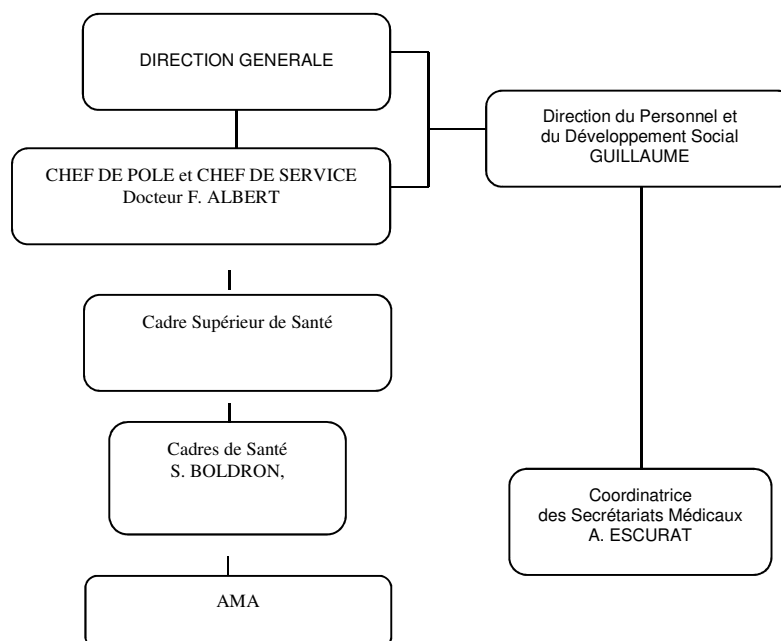 DIRECTION GENERALE
Direction du Personnel et
du Développement Social
GUILLAUME
CHEF DE POLE et CHEF DE SERVICE
Docteur F. ALBERT
Cadre Supérieur de Santé
Cadres de Santé
S. BOLDRON,
Coordinatrice
des Secrétariats Médicaux
A. ESCURAT
AMA